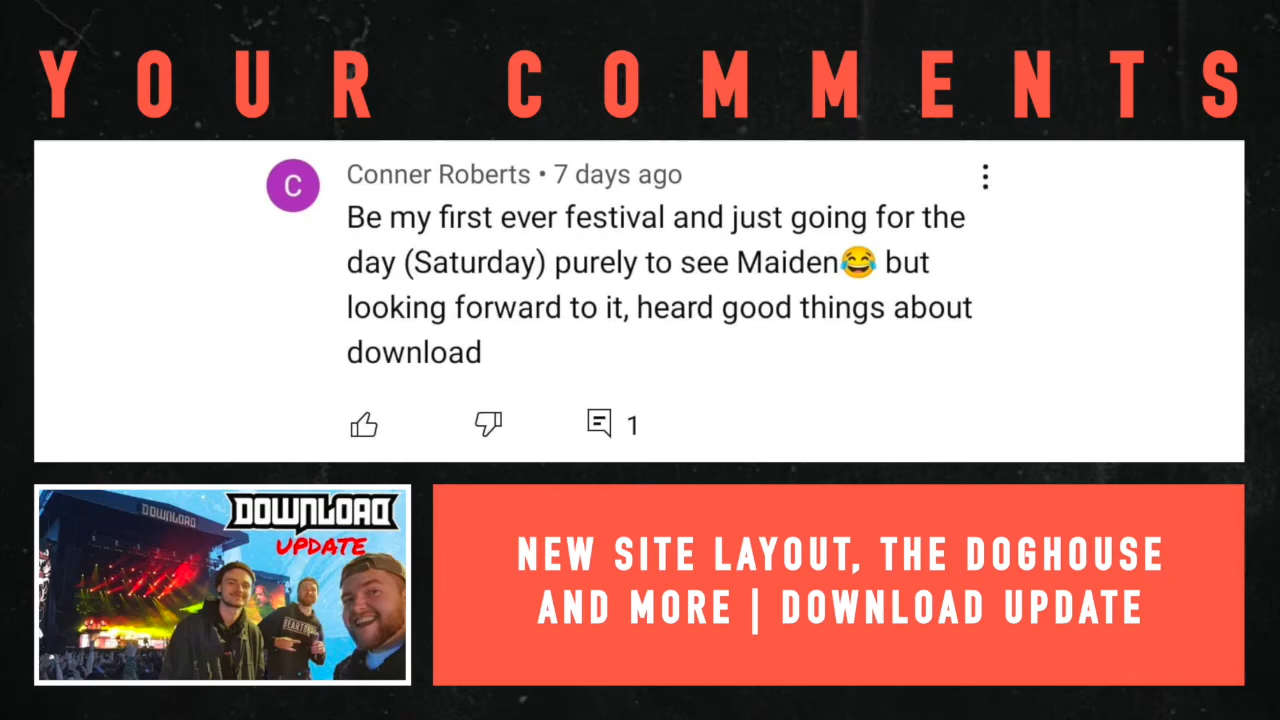 YOUR COMMENTS
C
Conner Roberts • 7 days ago
Be my first ever festival and just going for the
day (Saturday) purely to see Maiden😂 but
looking forward to it, heard good things about
download
1
DOWNLOAD
DOWNLOAD
UPDATE
NEW SITE LAYOUT, THE DOGHOUSE
AND MORE | DOWNLOAD UPDATE